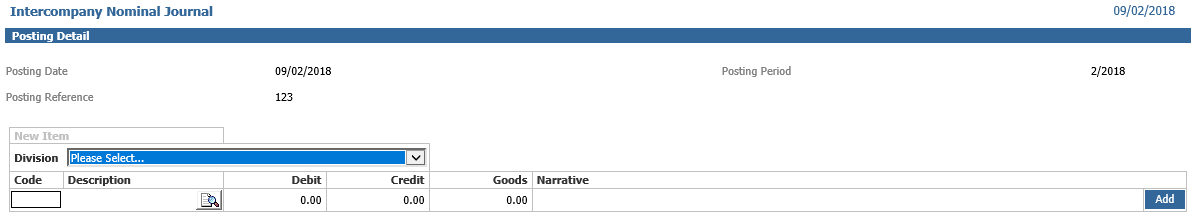 Intercompany Nominal Journal 09/02/2018
Posting Detail
Posting Date 09/02/2018 Posting Period 2/2018
Posting Reference 123
New Item
Division Please Select...
Code Description Debit Credit Goods Narrative
0.00 0.00 0.00 Add